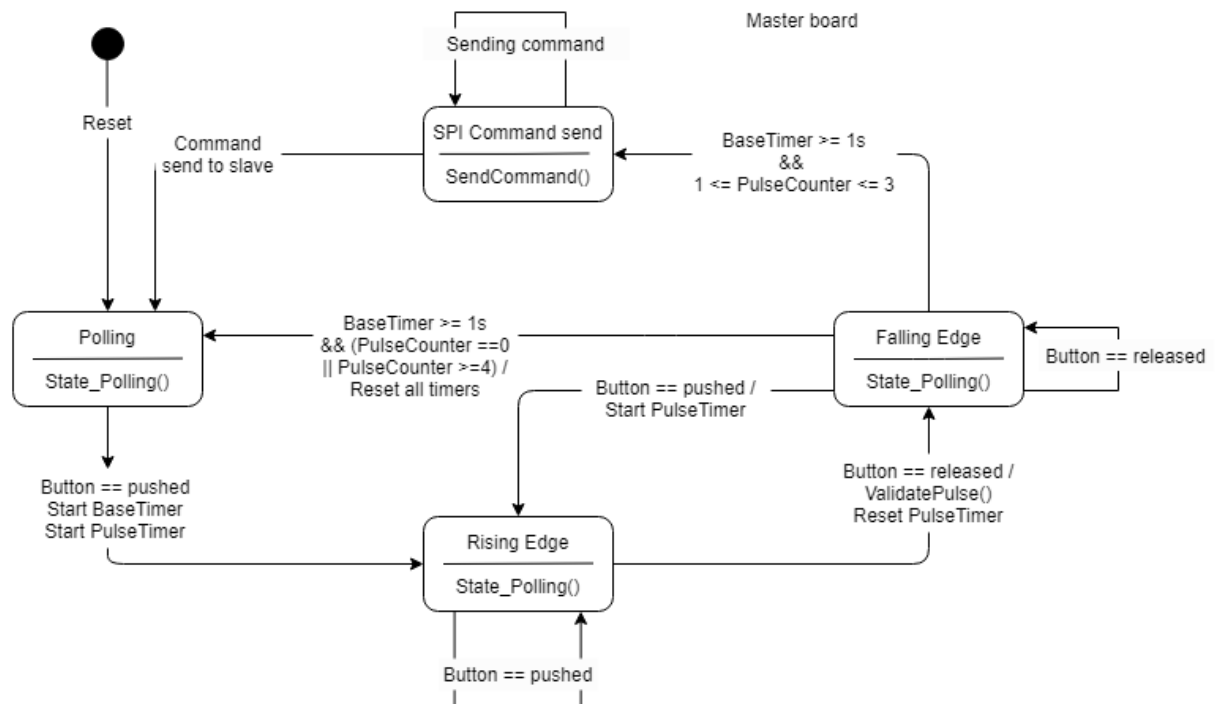 Master board
Sending command
Reset
SPI Command send
SendCommand()
Command
send to slave
BaseTimer >= 1s
&&
1 <= PulseCounter <= 3
Polling
State_Polling()
BaseTimer >= 1s
&& (PulseCounter ==0
|| PulseCounter >=4) /
Reset all timers
Falling Edge
State_Polling()
Button == released
Button == pushed /
Start PulseTimer
Button == pushed
Start BaseTimer
Start PulseTimer
Button == released /
ValidatePulse()
Reset PulseTimer
Rising Edge
State_Polling()
Button == pushed